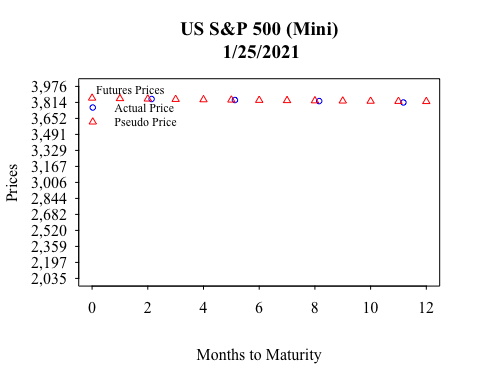 US S&P 500 (Mini)
1/25/2021
Futures Prices
Actual Price
Pseudo Price
Prices
3,976
3,814
3,652
3,491
3,329
3,167
3,006
2,844
2,682
2,520
2,359
2,197
2,035
0 2 4 6 8 10 12
Months to Maturity